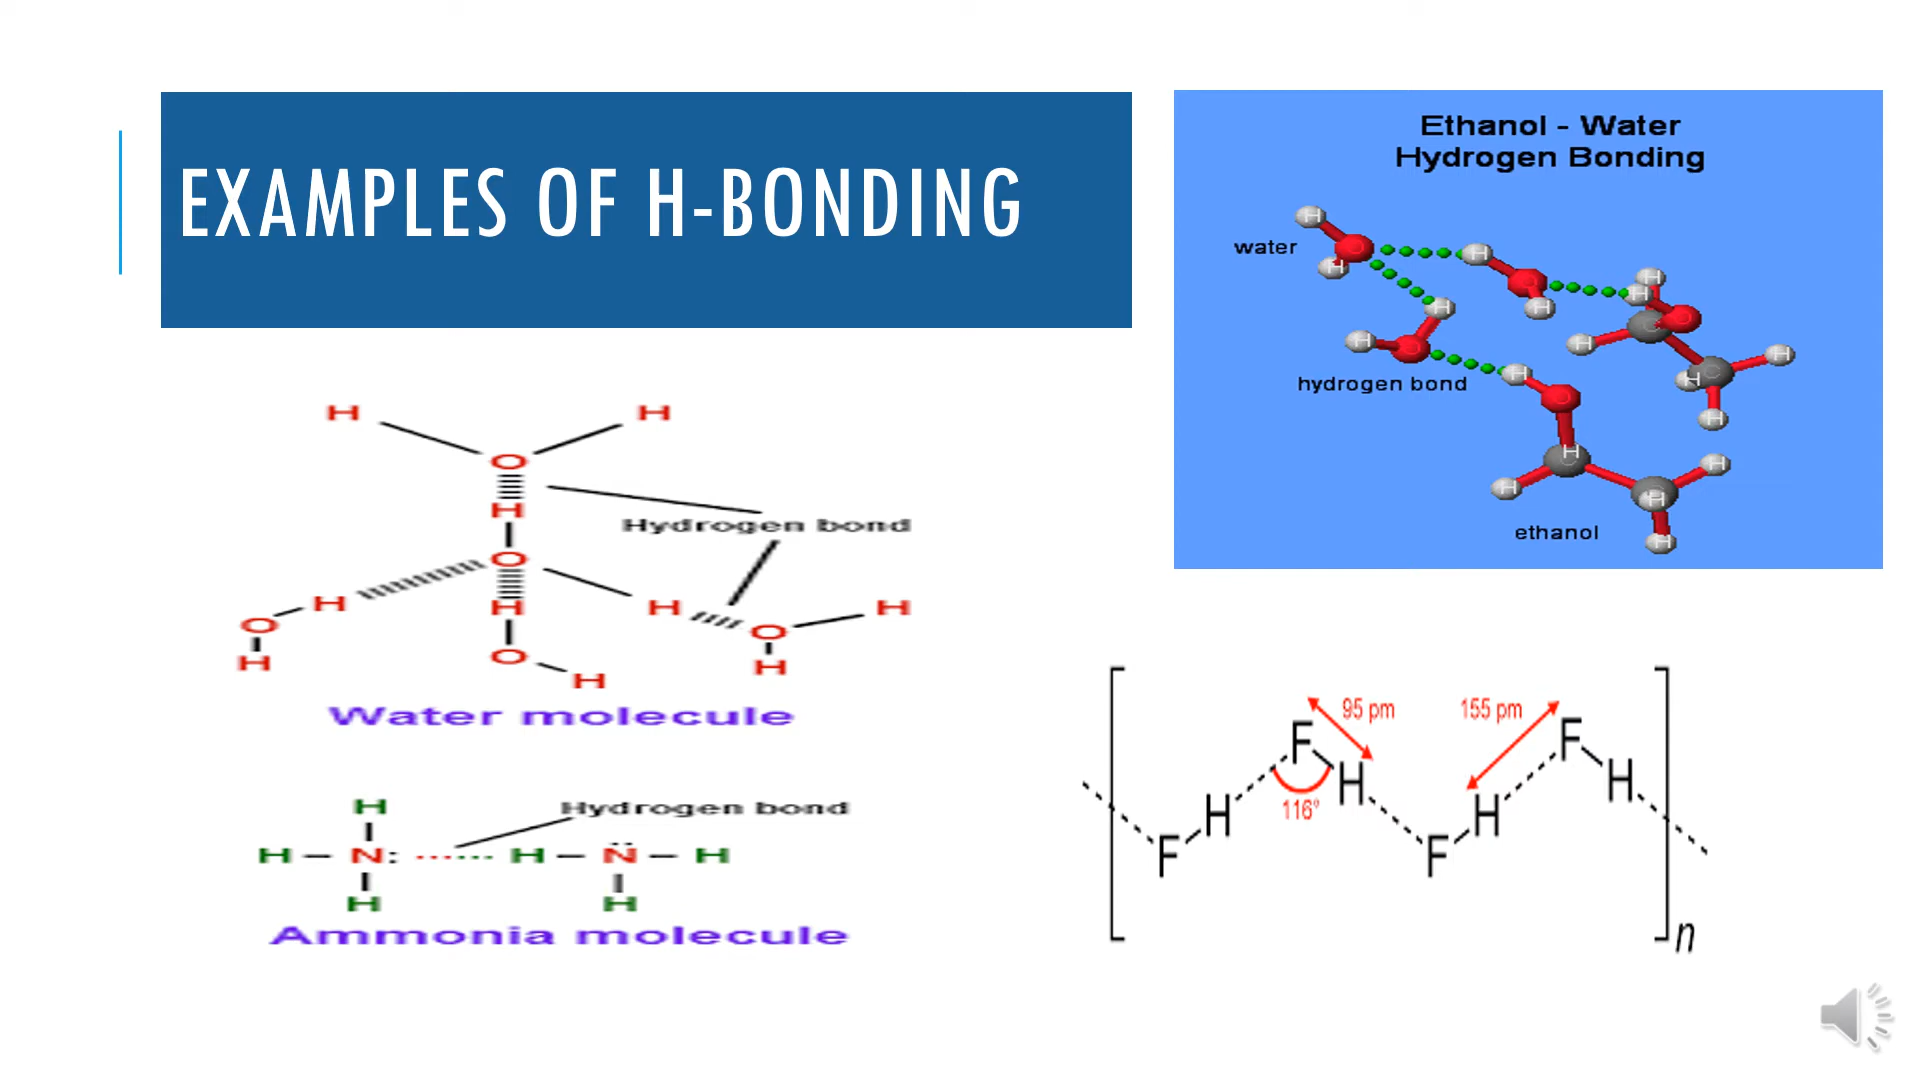 EXAMPLES OF H-BONDING
Ethanol - Water
Hydrogen Bonding
water
hydrogen bond
ethanol
H H
O
H
Hydrogen bond
O
H H H H
O O
H O H
H
Water molecule
H Hydrogen bond
H – N: ...... H – N̈ – H
H H
Ammonia molecule
95 pm 155 pm
F F
H H
116°
H H
F F
n